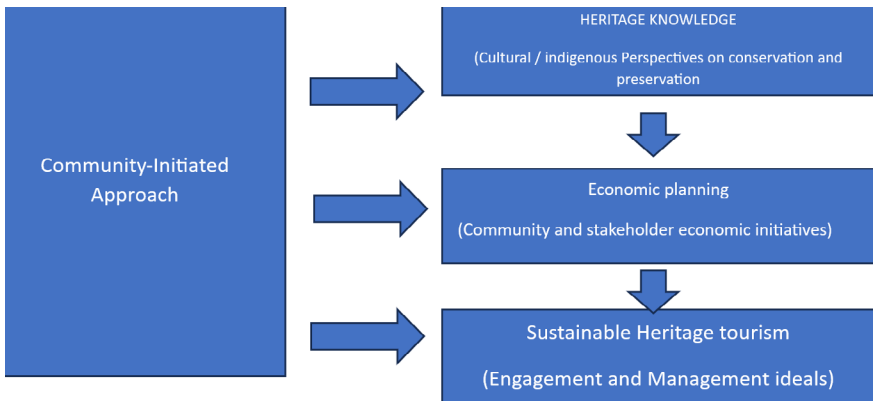 Community-Initiated
Approach
HERITAGE KNOWLEDGE
(Cultural / indigenous Perspectives on conservation and
preservation
Economic planning
(Community and stakeholder economic initiatives)
Sustainable Heritage tourism
(Engagement and Management ideals)